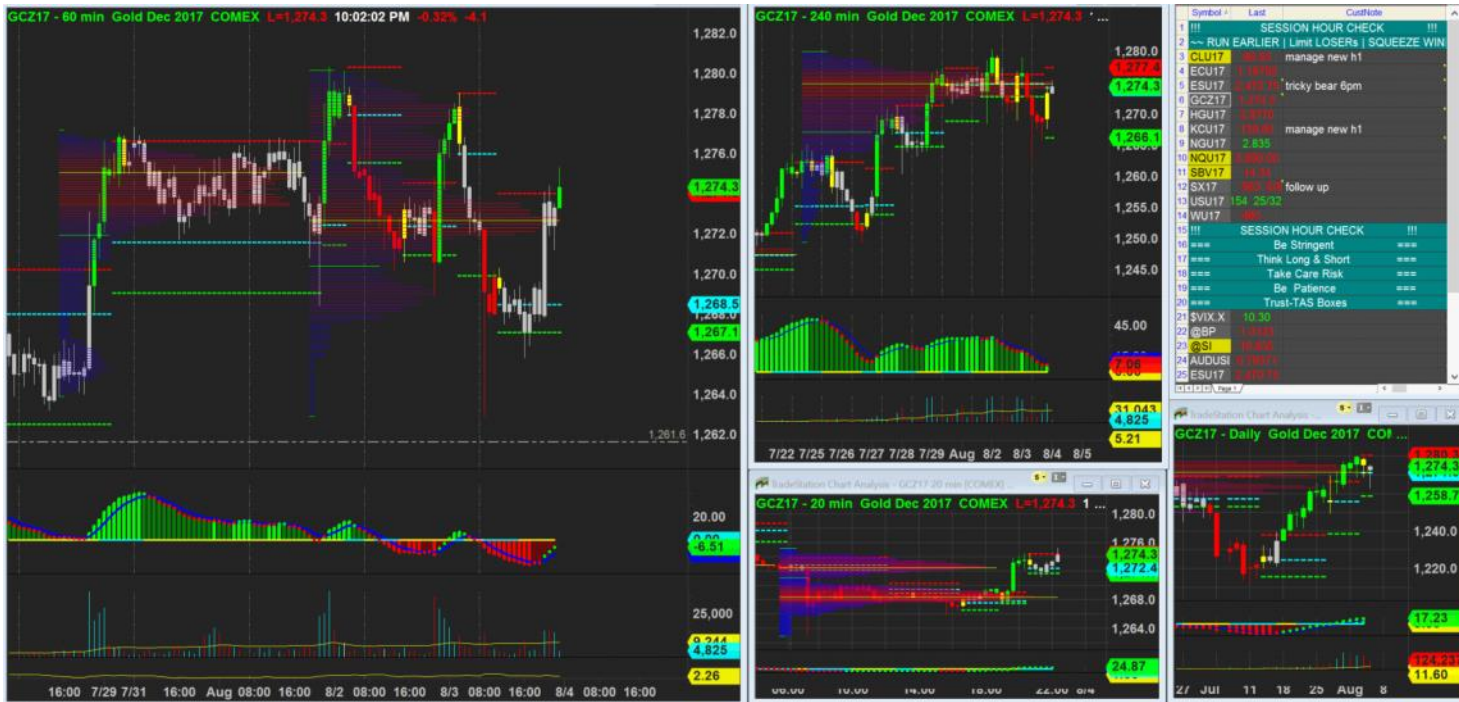 GCZ17 - 60 min Gold Dec 2017 COMEX L=1,274.3 10:02:02 PM -0.32% -4.1
1,282.0
1,280.0
1,278.0
1,276.0
1,274.3
1,272.0
1,270.0
1,268.5
1,268.0
1,267.1
1,266.0
1,264.0
1,262.0
1,261.6
20.00
-6.51
25,000
9,244
4,825
2.26
16:00 7/29 7/31 16:00 Aug 08:00 16:00 8/2 08:00 16:00 8/3 08:00 16:00 8/4 08:00 16:00
GCZ17 - 240 min Gold Dec 2017 COMEX L=1,274.3 ' ...
1,280.0
1,277.4
1,274.3
1,270.0
1,266.1
1,265.0
1,260.0
1,255.0
1,250.0
1,245.0
45.00
7.06
31,043
4,825
5.21
7/22 7/25 7/26 7/27 7/28 7/29 Aug 8/2 8/3 8/4 8/5
TradeStation Chart Analysis - GCZ17 20 min [COMEX] ...
GCZ17 - 20 min Gold Dec 2017 COMEX L=1,274.3 1 ...
1,280.0
1,276.0
1,274.3
1,272.4
1,268.0
1,264.0
24.87
06:00 10:00 14:00 18:00 22:00 8/4
Symbol Last CustNote
1 !!! SESSION HOUR CHECK !!!
2 ~~ RUN EARLIER | Limit LOSERs | SQUEEZE WIN
3 CLU17 manage new h1
4 ECU17
5 ESU17 tricky bear 6pm
6 GCZ17
7 HGU17
8 KCU17 manage new h1
9 NGU17 2.835
10 NQU17
11 SBV17
12 SX17 follow up
13 USU17 154 25/32
14 WU17
15 !!! SESSION HOUR CHECK !!!
16 === Be Stringent ===
17 === Think Long & Short ===
18 === Take Care Risk ===
19 === Be Patience ===
20 === Trust-TAS Boxes ===
21 $VIX.X 10.30
22 @BP
23 @SI
24 AUDUSI
25 ESU17
Page 1
TradeStation Chart Analysis - ...
GCZ17 - Daily Gold Dec 2017 COM ...
1,274.3
1,258.7
1,240.0
1,220.0
17.23
124,237
11.60
27 Jul 11 18 25 Aug 8